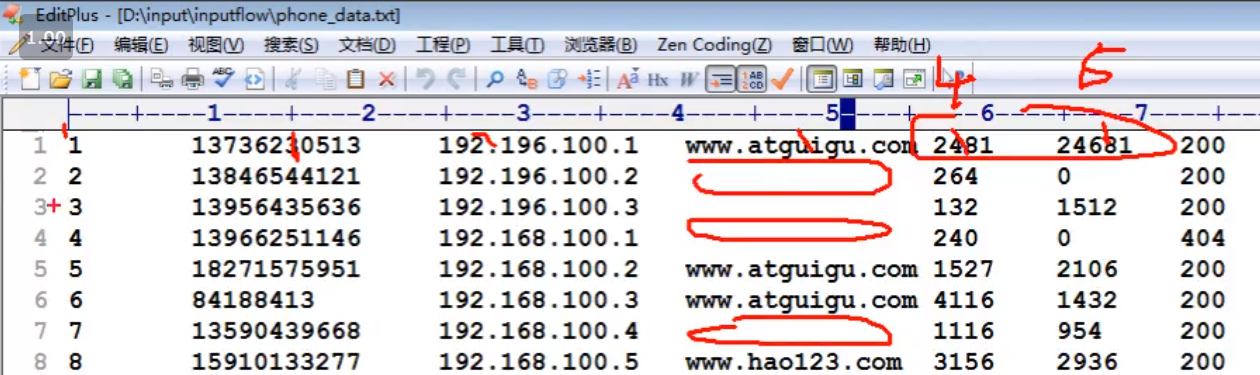 EditPlus - [D:\input\inputflow\phone_data.txt]
1.00
文件(F) 编辑(E) 视图(V) 搜索(S) 文档(D) 工程(P) 工具(T) 浏览器(B) Zen Coding(Z) 窗口(W) 帮助(H)
4 5
----+----1----+----2----+----3----+----4----+----5----+----6----+----7----+
1 1 13736230513 192.196.100.1 www.atguigu.com 2481 24681 200
2 2 13846544121 192.196.100.2 264 0 200
3 3 13956435636 192.196.100.3 132 1512 200
4 4 13966251146 192.168.100.1 240 0 404
5 5 18271575951 192.168.100.2 www.atguigu.com 1527 2106 200
6 6 84188413 192.168.100.3 www.atguigu.com 4116 1432 200
7 7 13590439668 192.168.100.4 1116 954 200
8 8 15910133277 192.168.100.5 www.hao123.com 3156 2936 200